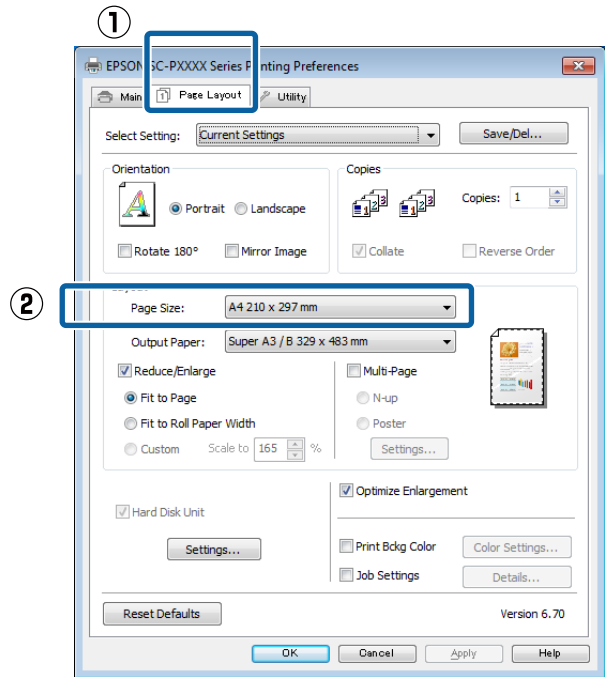 ①
EPSON SC-PXXXX Series Printing Preferences
Main Page Layout Utility
Select Setting: Current Settings Save/Del...
Orientation Copies
Portrait Landscape Copies: 1
Rotate 180° Mirror Image Collate Reverse Order
②
Page Size: A4 210 x 297 mm
Output Paper: Super A3 / B 329 x 483 mm
Reduce/Enlarge Multi-Page
Fit to Page N-up
Fit to Roll Paper Width Poster
Custom Scale to 165 % Settings...
Optimize Enlargement
Hard Disk Unit
Settings... Print Bckg Color Color Settings...
Job Settings Details...
Reset Defaults Version 6.70
OK Cancel Apply Help